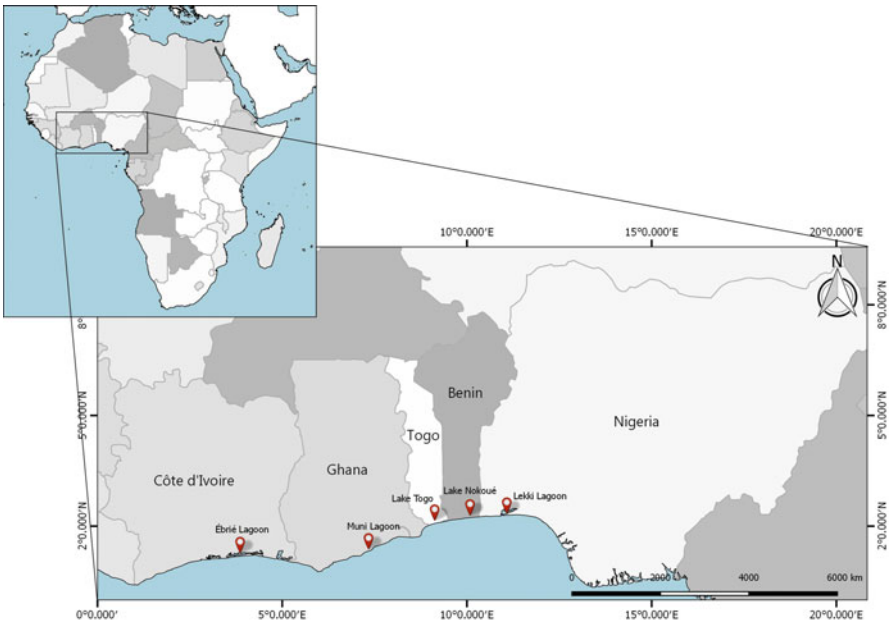 10°0.000′E 15°0.000′E 20°0.000′E
N
8°0.000′N
8°
Benin
5°0.000′N
5°0.000′N
Togo
Nigeria
Côte d'Ivoire
Ghana
Lake Togo
Lake Nokoué
Lekki Lagoon
Ébrié Lagoon
Muni Lagoon
2°0.000′N
2°0.000′N
0 2000 4000 6000 km
0°0.000′ 5°0.000′E 10°0.000′E 15°0.000′E 20°0.000′E